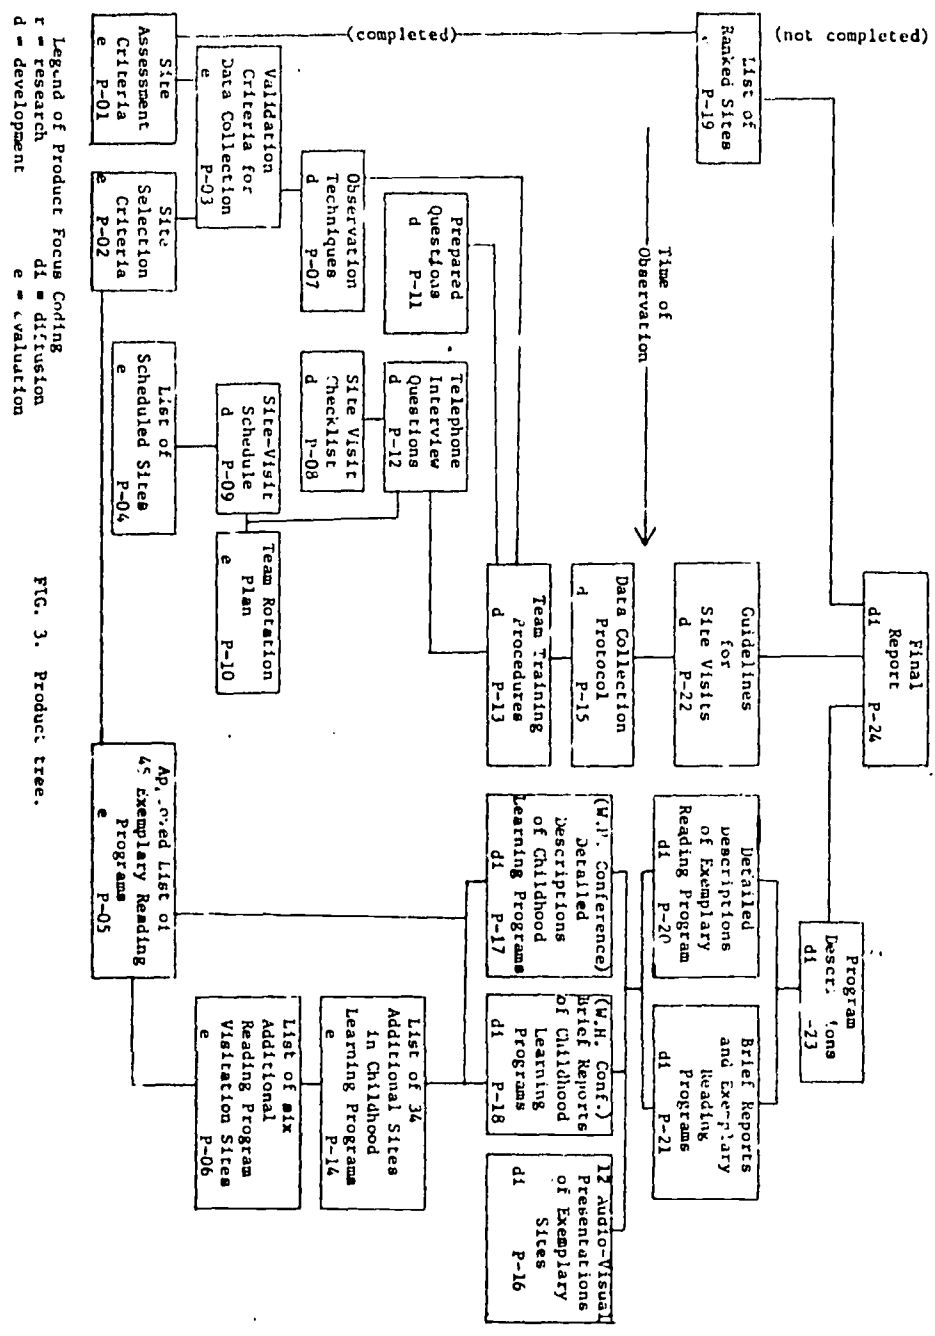 (not completed)
(completed)
Final
Report
di P-24
Program
di -23
List of
Ranked Sites
P-19
Time of
Observation
Guidelines
for
Site Visits
d P-22
Detailed
Descriptions
of Exemplary
Reading Program
di
Brief Reports
and Exemplary
Reading
Programs
di P-21
Data Collection
Protocol
d P-15
Team Training
Procedures
d P-13
Conference)
Detailed
Descriptions
of Childhood
Learning Programs
di P-17
(W.H. Conf.)
Brief Reports
of Childhood
Learning
Programs
di P-18
12 Audio-Visual
Presentations
of Exemplary
Sites
di P-16
Prepared
Questions
d P-11
Telephone
Interview
Questions
d P-12
Observation
Techniques
d P-07
Site Visit
Checklist
d P-08
List of 34
Additional Sites
in Childhood
Learning Programs
e P-14
Validation
Criteria for
Data Collection
e P-03
Site-Visit
Schedule
d P-09
Team Rotation
Plan
e P-10
List of six
Additional
Reading Program
Visitation Sites
e P-06
Site
Assessment
Criteria
e P-01
Site
Selection
Criteria
e P-02
List of
Scheduled Sites
e P-04
List of
45 Exemplary Reading
Programs
e P-05
Legend of Product Focus Coding
r = research di = diffusion
d = development e = evaluation
FIG. 3. Product tree.